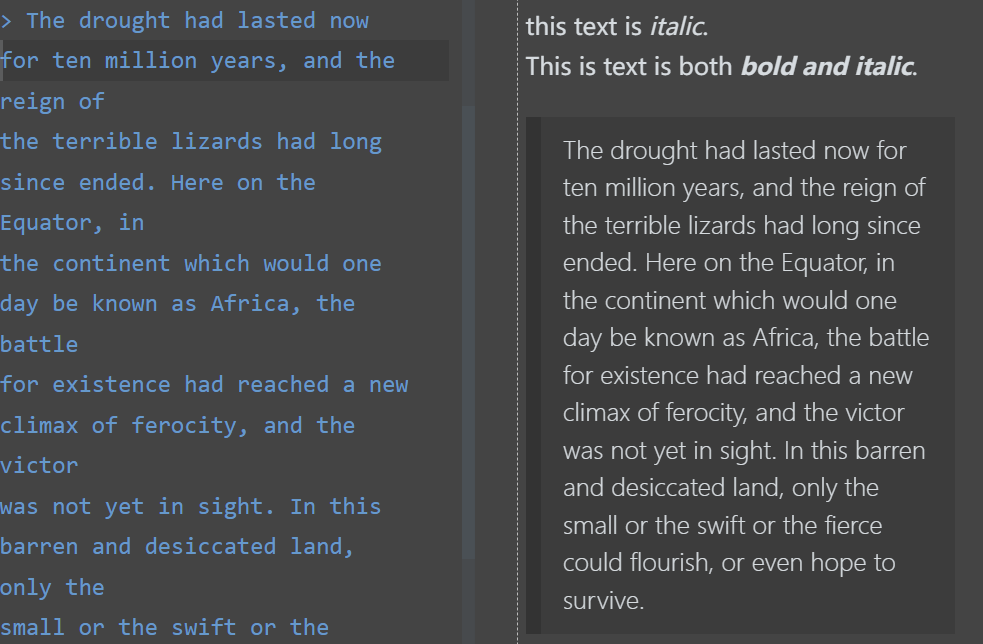 > The drought had lasted now
for ten million years, and the
reign of
the terrible lizards had long
since ended. Here on the
Equator, in
the continent which would one
day be known as Africa, the
battle
for existence had reached a new
climax of ferocity, and the
victor
was not yet in sight. In this
barren and desiccated land,
only the
small or the swift or the
this text is italic.
This is text is both bold and italic.
The drought had lasted now for
ten million years, and the reign of
the terrible lizards had long since
ended. Here on the Equator, in
the continent which would one
day be known as Africa, the battle
for existence had reached a new
climax of ferocity, and the victor
was not yet in sight. In this barren
and desiccated land, only the
small or the swift or the fierce
could flourish, or even hope to
survive.